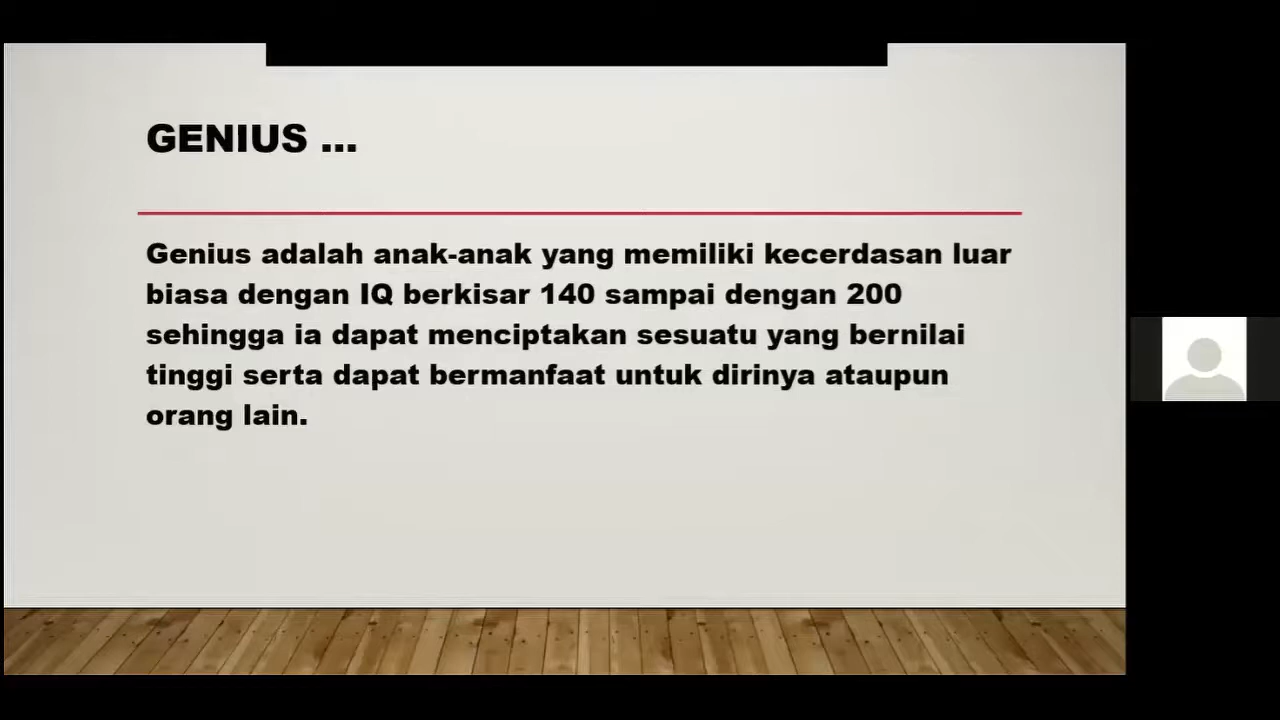 GENIUS ...
Genius adalah anak-anak yang memiliki kecerdasan luar
biasa dengan IQ berkisar 140 sampai dengan 200
sehingga ia dapat menciptakan sesuatu yang bernilai
tinggi serta dapat bermanfaat untuk dirinya ataupun
orang lain.